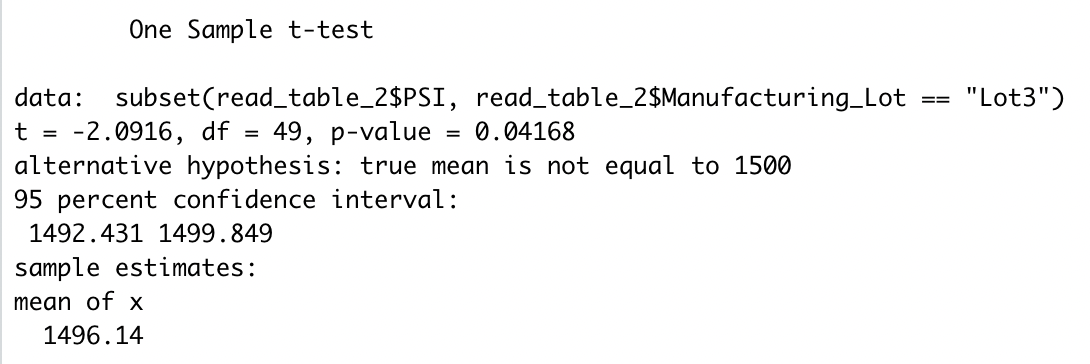 One Sample t-test
data:  subset(read_table_2$PSI, read_table_2$Manufacturing_Lot == "Lot3")
t = -2.0916, df = 49, p-value = 0.04168
alternative hypothesis: true mean is not equal to 1500
95 percent confidence interval:
 1492.431 1499.849
sample estimates:
mean of x
  1496.14